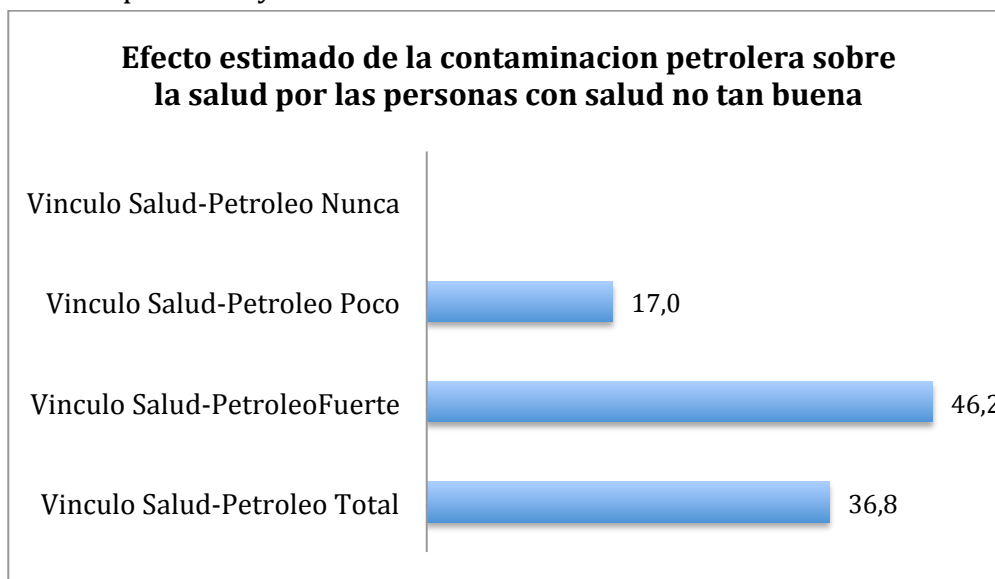 Efecto estimado de la contaminacion petrolera sobre
la salud por las personas con salud no tan buena
Vinculo Salud-Petroleo Nunca
Vinculo Salud-Petroleo Poco
17,0
Vinculo Salud-PetroleoFuerte
46,2
Vinculo Salud-Petroleo Total
36,8